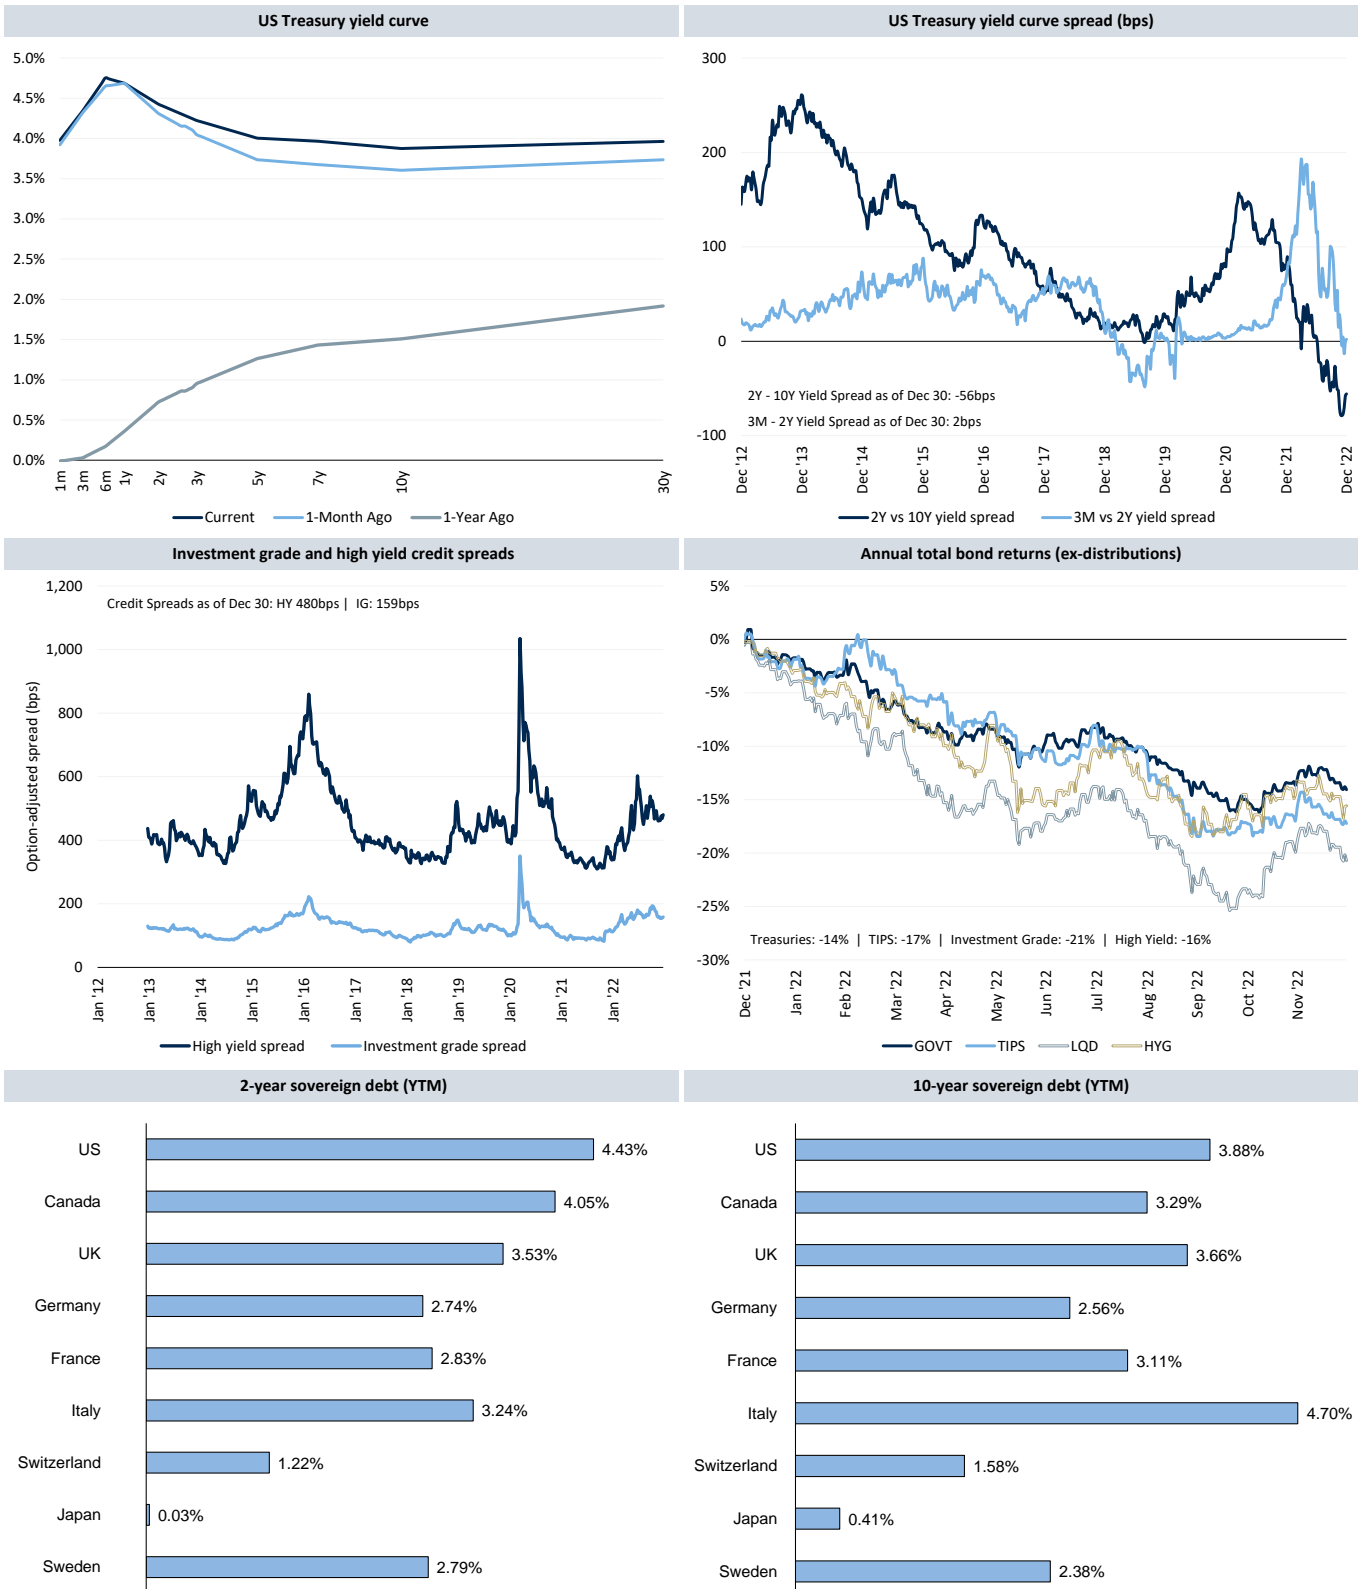 US Treasury yield curve
5.0%
4.5%
4.0%
3.5%
3.0%
2.5%
2.0%
1.5%
1.0%
0.5%
0.0%
1m 3m 6m 1y 2y 3y 5y 7y 10y 30y
Current 1-Month Ago 1-Year Ago
US Treasury yield curve spread (bps)
300
200
100
0
-100
2Y - 10Y Yield Spread as of Dec 30: -56bps
3M - 2Y Yield Spread as of Dec 30: 2bps
Dec '12 Dec '13 Dec '14 Dec '15 Dec '16 Dec '17 Dec '18 Dec '19 Dec '20 Dec '21 Dec '22
2Y vs 10Y yield spread 3M vs 2Y yield spread
Investment grade and high yield credit spreads
Option-adjusted spread (bps)
1,200
1,000
800
600
400
200
0
Credit Spreads as of Dec 30: HY 480bps | IG: 159bps
Jan '12 Jan '13 Jan '14 Jan '15 Jan '16 Jan '17 Jan '18 Jan '19 Jan '20 Jan '21 Jan '22
High yield spread Investment grade spread
Annual total bond returns (ex-distributions)
5%
0%
-5%
-10%
-15%
-20%
-25%
-30%
Treasuries: -14% | TIPS: -17% | Investment Grade: -21% | High Yield: -16%
Dec '21 Jan '22 Feb '22 Mar '22 Apr '22 May '22 Jun '22 Jul '22 Aug '22 Sep '22 Oct '22 Nov '22
GOVT TIPS LQD HYG
2-year sovereign debt (YTM)
US 4.43%
Canada 4.05%
UK 3.53%
Germany 2.74%
France 2.83%
Italy 3.24%
Switzerland 1.22%
Japan 0.03%
Sweden 2.79%
10-year sovereign debt (YTM)
US 3.88%
Canada 3.29%
UK 3.66%
Germany 2.56%
France 3.11%
Italy 4.70%
Switzerland 1.58%
Japan 0.41%
Sweden 2.38%